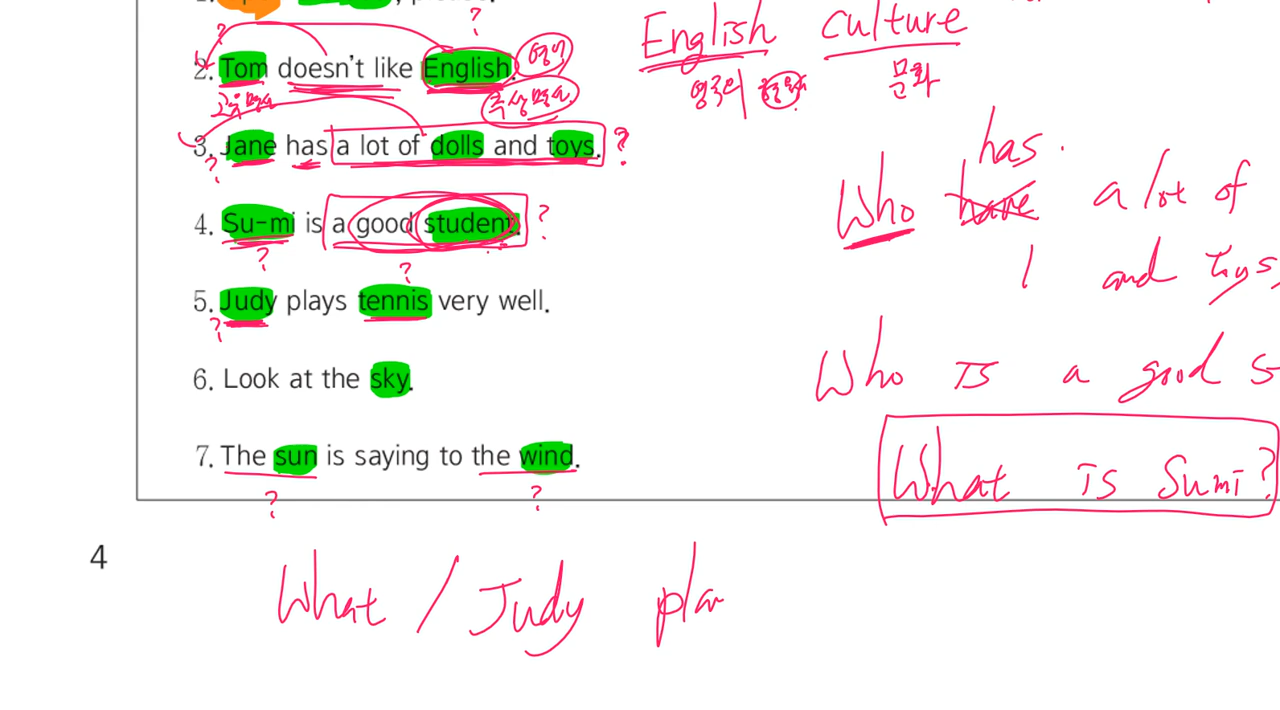 English culture
영국의 문화
2. Tom doesn't like English. 영어
고유명사 추상명사
3. Jane has a lot of dolls and toys. ?
has.
Who have a lot of
4. Su-mi is a good student. ?
and toys,
5. Judy plays tennis very well.
Who is a good s
6. Look at the sky.
7. The sun is saying to the wind.
What is Sumi?
4
What / Judy pla